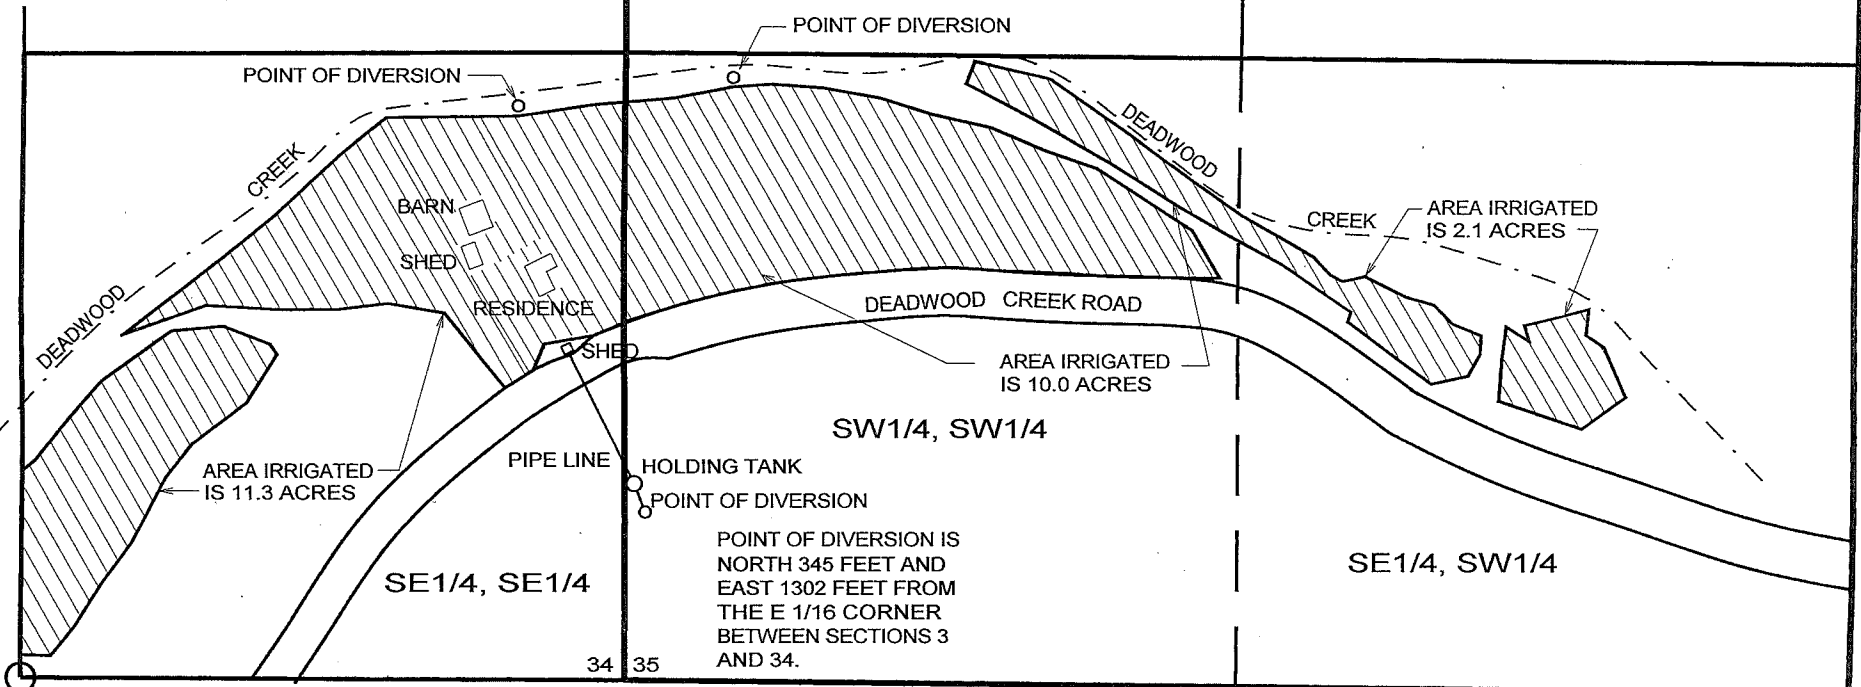 POINT OF DIVERSION
POINT OF DIVERSION
DEADWOOD
CREEK
BARN
CREEK
AREA IRRIGATED
IS 2.1 ACRES
SHED
DEADWOOD
RESIDENCE
DEADWOOD CREEK ROAD
SHED
AREA IRRIGATED
IS 10.0 ACRES
SW1/4, SW1/4
AREA IRRIGATED
IS 11.3 ACRES
PIPE LINE
HOLDING TANK
POINT OF DIVERSION
POINT OF DIVERSION IS
NORTH 345 FEET AND
EAST 1302 FEET FROM
THE E 1/16 CORNER
BETWEEN SECTIONS 3
AND 34.
SE1/4, SE1/4
SE1/4, SW1/4
34 35